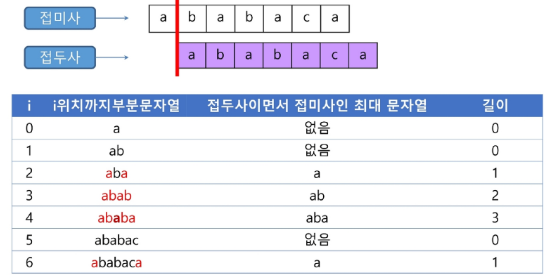 접미사 a b a b a c a
접두사 a b a b a c a
i i위치까지부분문자열 접두사이면서 접미사인 최대 문자열 길이
0 a 없음 0
1 ab 없음 0
2 aba a 1
3 abab ab 2
4 ababa aba 3
5 ababac 없음 0
6 ababaca a 1